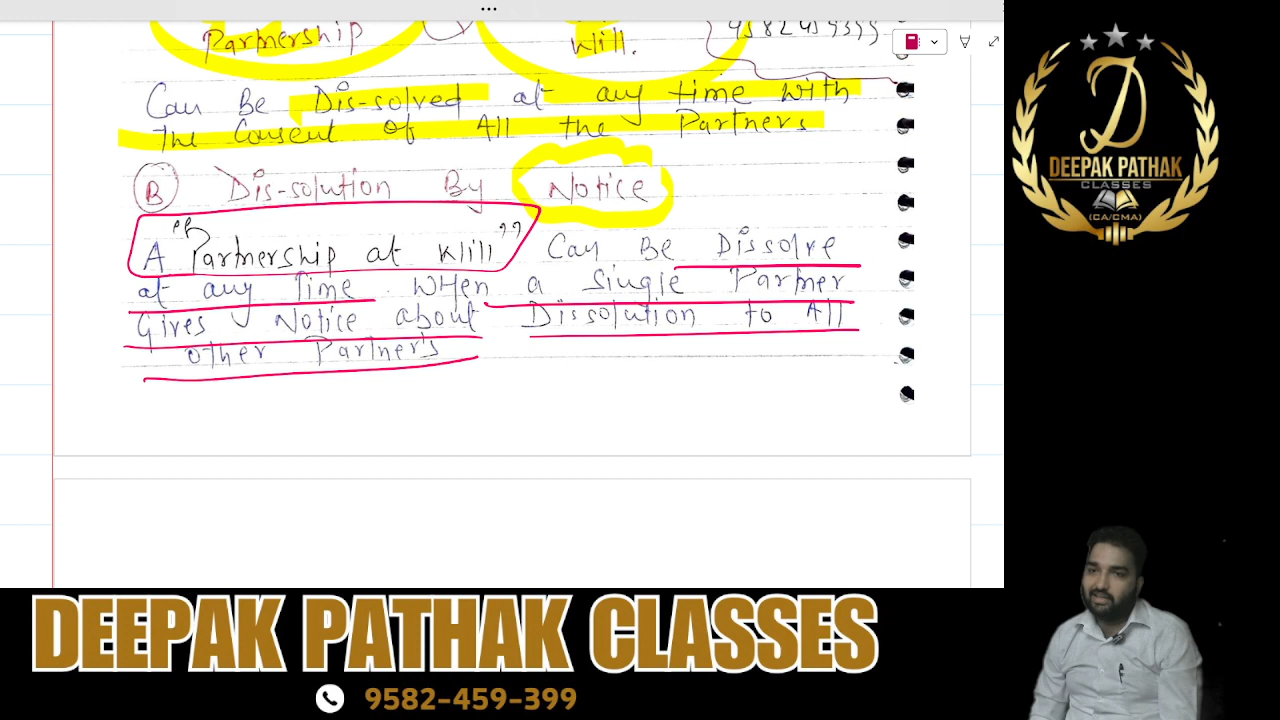 Partnership
Will.
Can Be Dis-solved at any time with
The Consent Of All the Partners
B Dis-solution By Notice
"A Partnership at Will" Can Be Dissolve
at any Time When a Single Partner
Gives Notice about Dissolution to All
other Partner's
D
DEEPAK PATHAK
CLASSES
(CA/CMA)
DEEPAK PATHAK CLASSES
9582-459-399